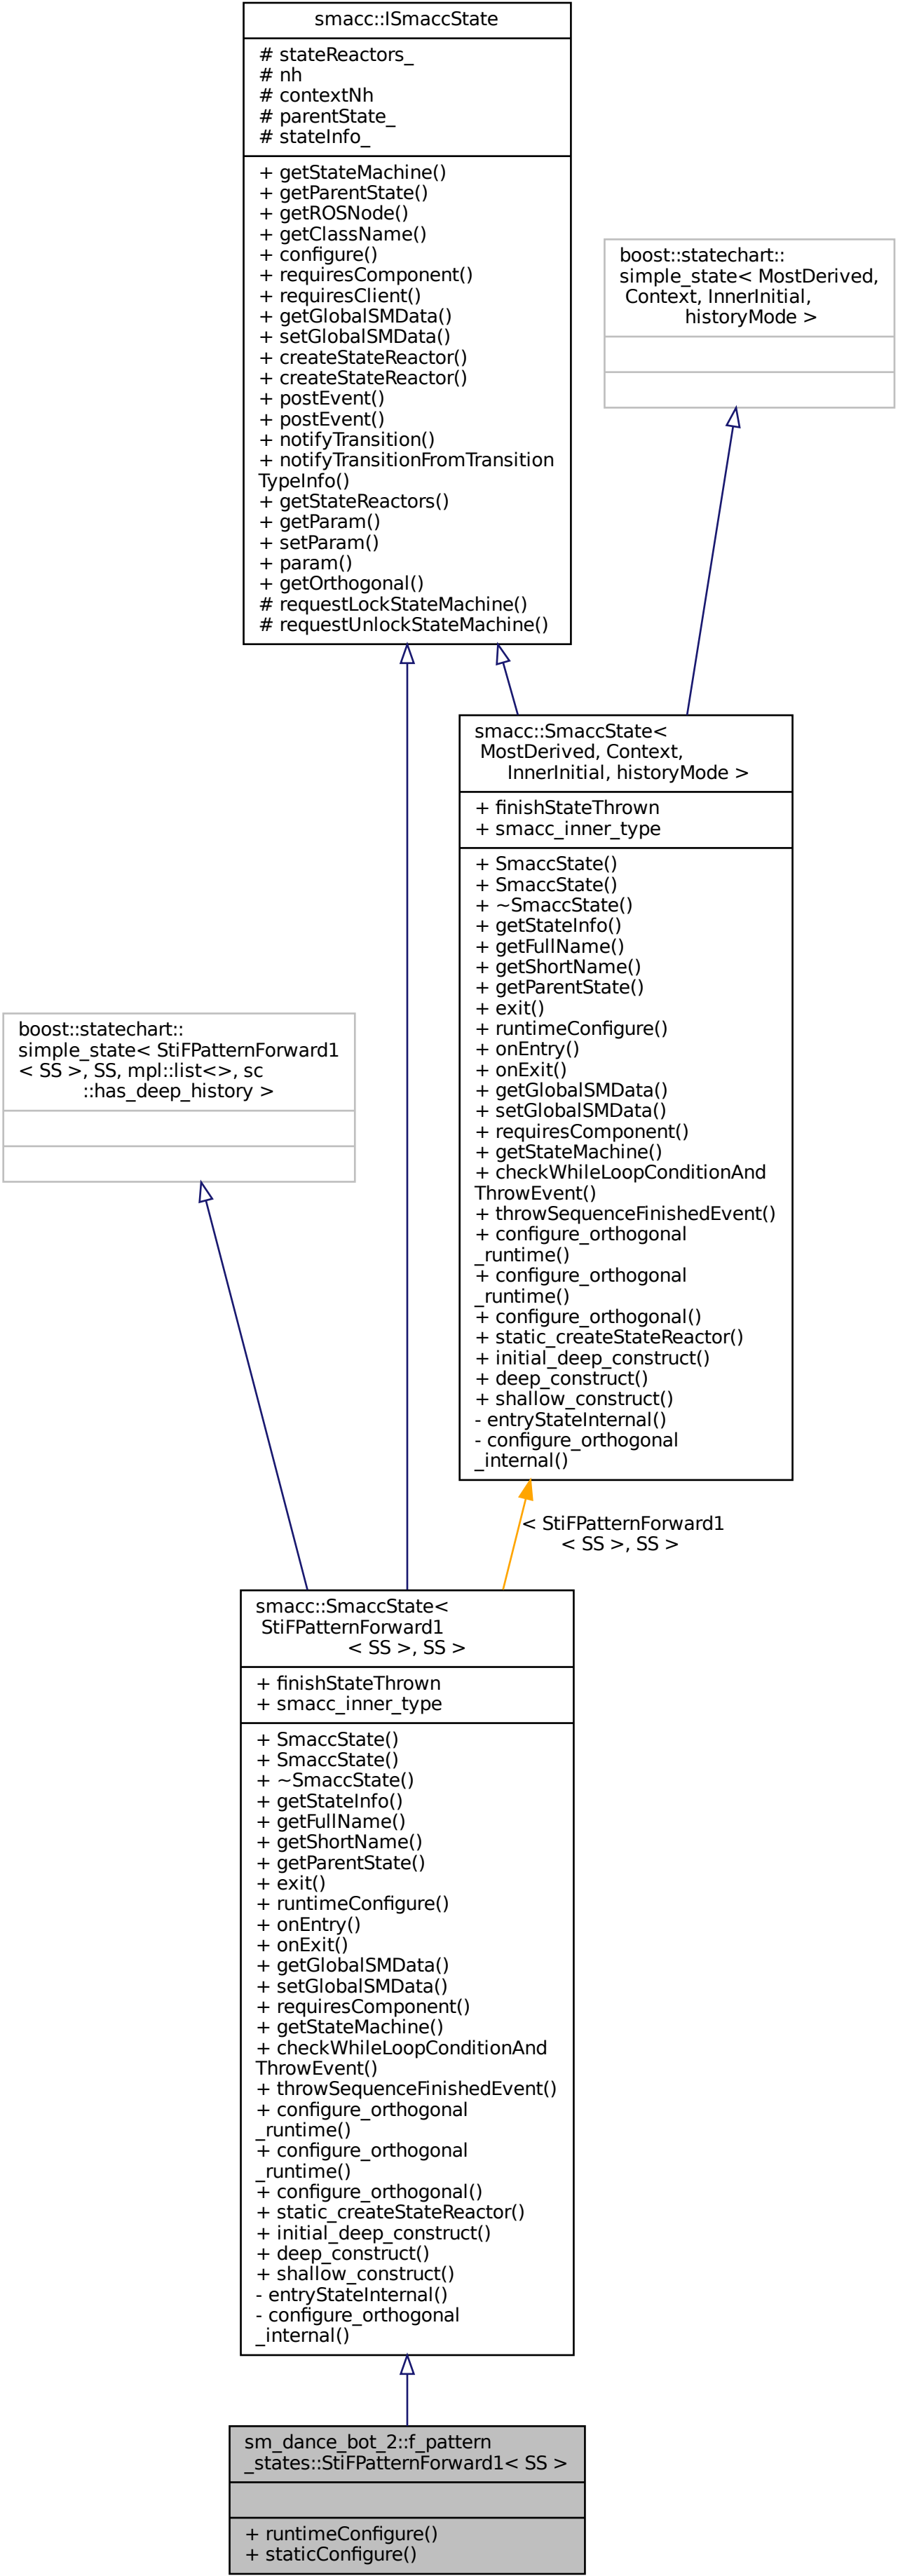 smacc::ISmaccState
# stateReactors_
# nh
# contextNh
# parentState_
# stateInfo_
+ getStateMachine()
+ getParentState()
+ getROSNode()
+ getClassName()
+ configure()
+ requiresComponent()
+ requiresClient()
+ getGlobalSMData()
+ setGlobalSMData()
+ createStateReactor()
+ createStateReactor()
+ postEvent()
+ postEvent()
+ notifyTransition()
+ notifyTransitionFromTransition
TypeInfo()
+ getStateReactors()
+ getParam()
+ setParam()
+ param()
+ getOrthogonal()
# requestLockStateMachine()
# requestUnlockStateMachine()
boost::statechart::
simple_state< MostDerived,
Context, InnerInitial,
historyMode >
smacc::SmaccState<
MostDerived, Context,
InnerInitial, historyMode >
+ finishStateThrown
+ smacc_inner_type
+ SmaccState()
+ SmaccState()
+ ~SmaccState()
+ getStateInfo()
+ getFullName()
+ getShortName()
+ getParentState()
+ exit()
+ runtimeConfigure()
+ onEntry()
+ onExit()
+ getGlobalSMData()
+ setGlobalSMData()
+ requiresComponent()
+ getStateMachine()
+ checkWhileLoopConditionAnd
ThrowEvent()
+ throwSequenceFinishedEvent()
+ configure_orthogonal
_runtime()
+ configure_orthogonal
_runtime()
+ configure_orthogonal()
+ static_createStateReactor()
+ initial_deep_construct()
+ deep_construct()
+ shallow_construct()
- entryStateInternal()
- configure_orthogonal
_internal()
boost::statechart::
simple_state< StiFPatternForward1
< SS >, SS, mpl::list<>, sc
::has_deep_history >
< StiFPatternForward1
< SS >, SS >
smacc::SmaccState<
StiFPatternForward1
< SS >, SS >
+ finishStateThrown
+ smacc_inner_type
+ SmaccState()
+ SmaccState()
+ ~SmaccState()
+ getStateInfo()
+ getFullName()
+ getShortName()
+ getParentState()
+ exit()
+ runtimeConfigure()
+ onEntry()
+ onExit()
+ getGlobalSMData()
+ setGlobalSMData()
+ requiresComponent()
+ getStateMachine()
+ checkWhileLoopConditionAnd
ThrowEvent()
+ throwSequenceFinishedEvent()
+ configure_orthogonal
_runtime()
+ configure_orthogonal
_runtime()
+ configure_orthogonal()
+ static_createStateReactor()
+ initial_deep_construct()
+ deep_construct()
+ shallow_construct()
- entryStateInternal()
- configure_orthogonal
_internal()
sm_dance_bot_2::f_pattern
_states::StiFPatternForward1< SS >
+ runtimeConfigure()
+ staticConfigure()